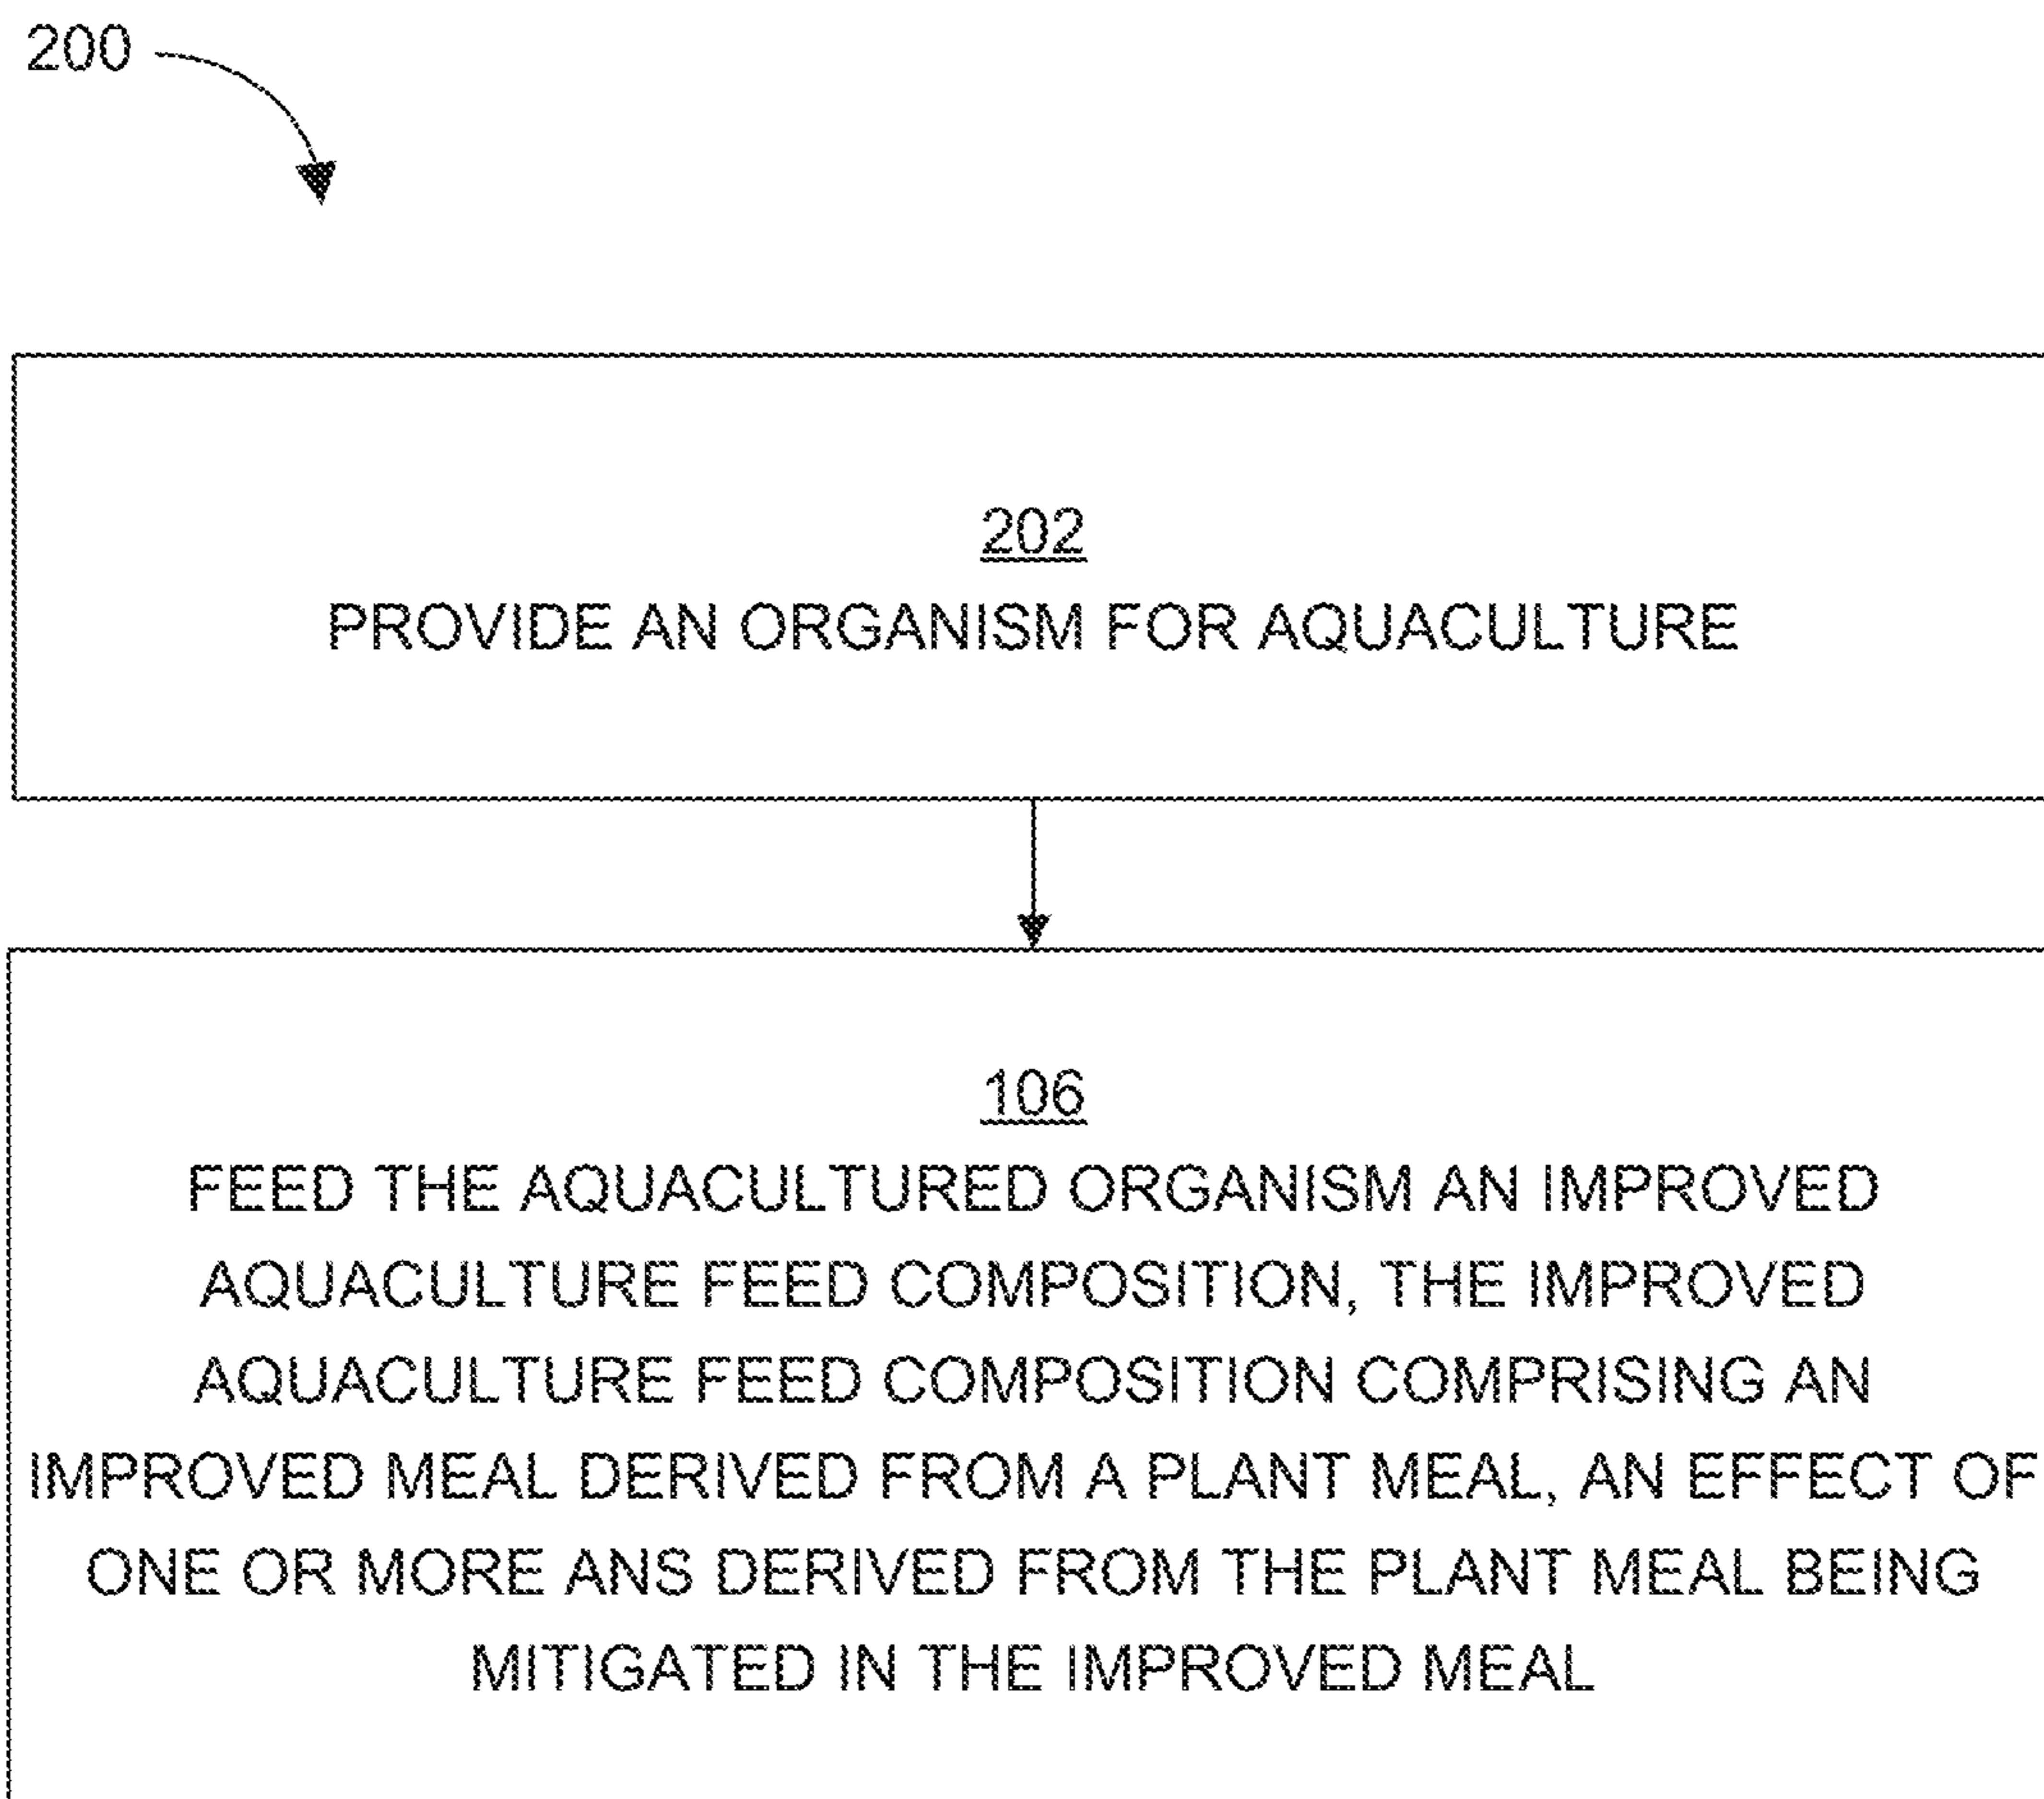 200
202
PROVIDE AN ORGANISM FOR AQUACULTURE
106
FEED THE AQUACULTURED ORGANISM AN IMPROVED
AQUACULTURE FEED COMPOSITION, THE IMPROVED
AQUACULTURE FEED COMPOSITION COMPRISING AN
IMPROVED MEAL DERIVED FROM A PLANT MEAL, AN EFFECT OF
ONE OR MORE ANS DERIVED FROM THE PLANT MEAL BEING
MITIGATED IN THE IMPROVED MEAL